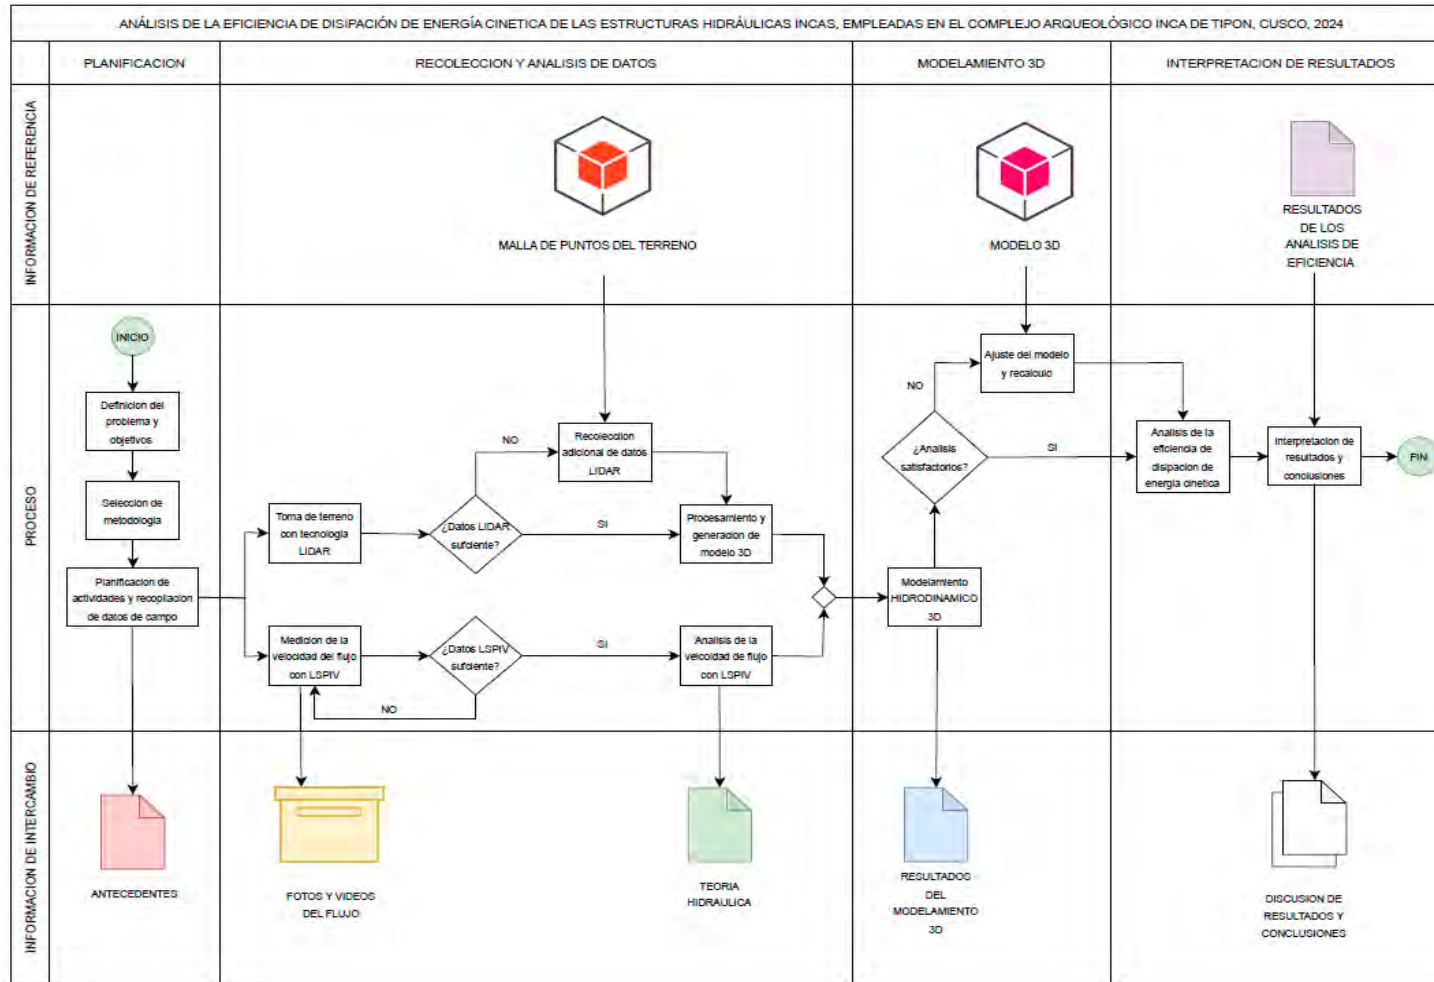 ANÁLISIS DE LA EFICIENCIA DE DISIPACIÓN DE ENERGÍA CINETICA DE LAS ESTRUCTURAS HIDRÁULICAS INCAS, EMPLEADAS EN EL COMPLEJO ARQUEOLÓGICO INCA DE TIPON, CUSCO, 2024
PLANIFICACION
RECOLECCION Y ANALISIS DE DATOS
MODELAMIENTO 3D
INTERPRETACION DE RESULTADOS
INFORMACION DE REFERENCIA
MALLA DE PUNTOS DEL TERRENO
MODELO 3D
RESULTADOS
DE LOS
ANALISIS DE
EFICIENCIA
PROCESO
INICIO
Definicion del
problema y
objetivos
Selección de
metodologia
Planificacion de
actividades y recopilacion
de datos de campo
Toma de terreno
con tecnologia
LIDAR
¿Datos LIDAR
sufciente?
NO
Recoleccion
adicional de datos
LIDAR
SI
Procesamiento y
generacion de
modelo 3D
Medicion de la
velocidad del flujo
con LSPIV
¿Datos LSPIV
sufciente?
NO
SI
Analisis de la
velcoidad de flujo
con LSPIV
Modelamiento
HIDRODINAMICO
3D
¿Analisis
satisfactorios?
NO
Ajuste del modelo
y recalculo
SI
Analisis de la
eficiencia de
disipacion de
energia cinetica
Interpretacion de
resultados y
conclusiones
FIN
INFORMACION DE INTERCAMBIO
ANTECEDENTES
FOTOS Y VIDEOS
DEL FLUJO
TEORIA
HIDRAULICA
RESULTADOS
DEL
MODELAMIENTO
3D
DISCUSION DE
RESULTADOS Y
CONCLUSIONES